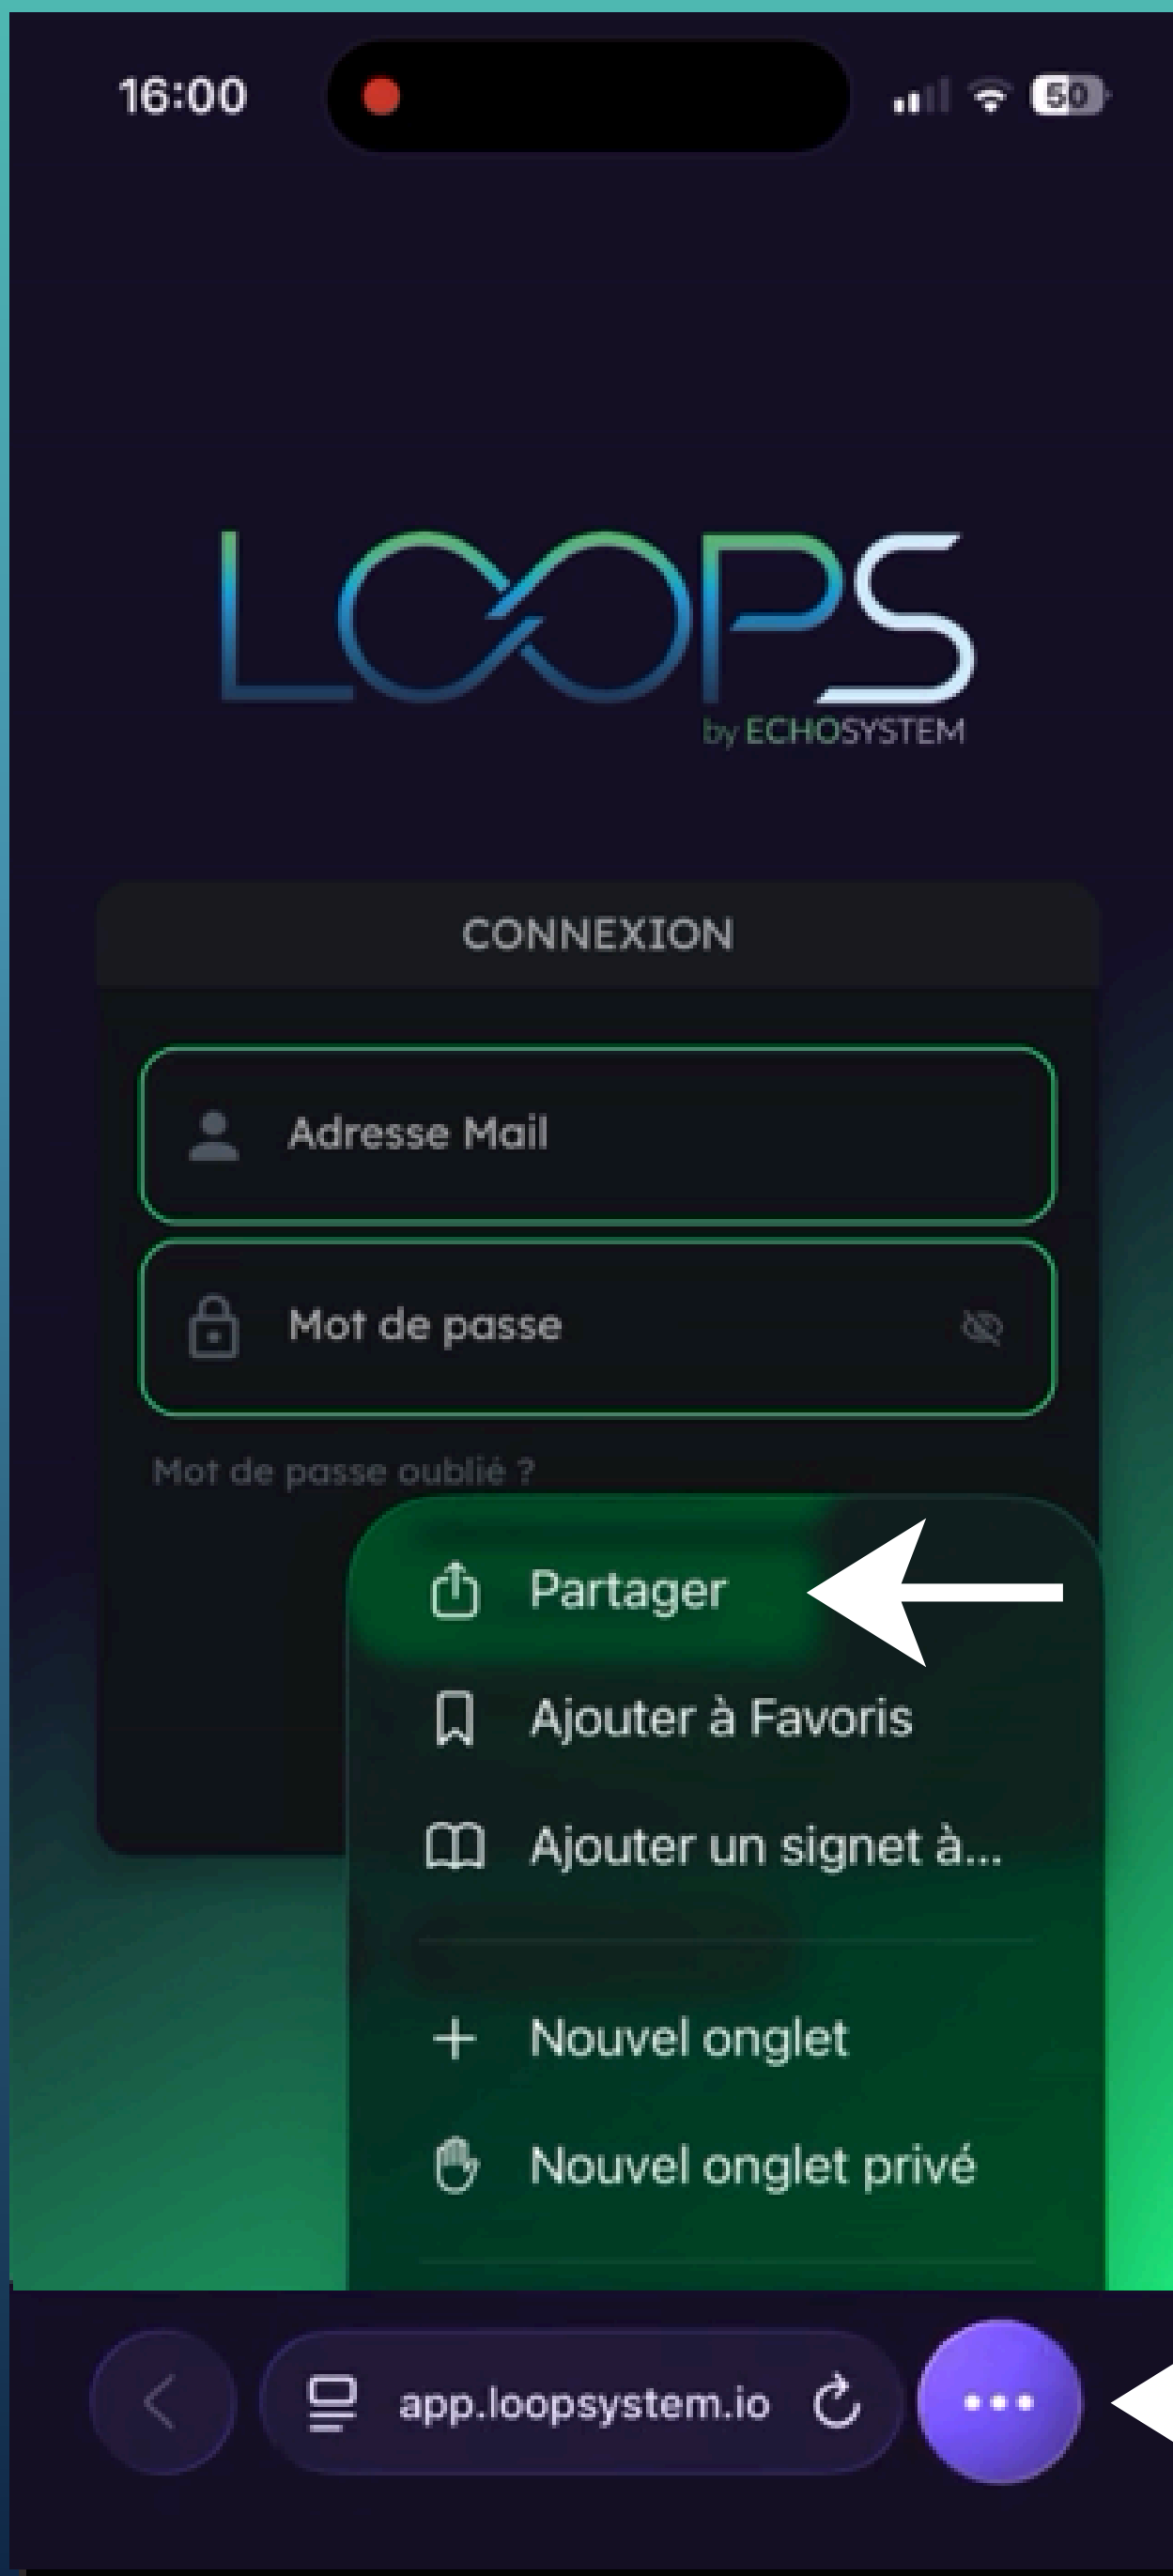 16:00
50
LOOPS
by ECHOSYSTEM
CONNEXION
Adresse Mail
Mot de passe
Mot de passe oublié ?
Partager
Ajouter à Favoris
Ajouter un signet à...
Nouvel onglet
Nouvel onglet privé
app.loopsystem.io